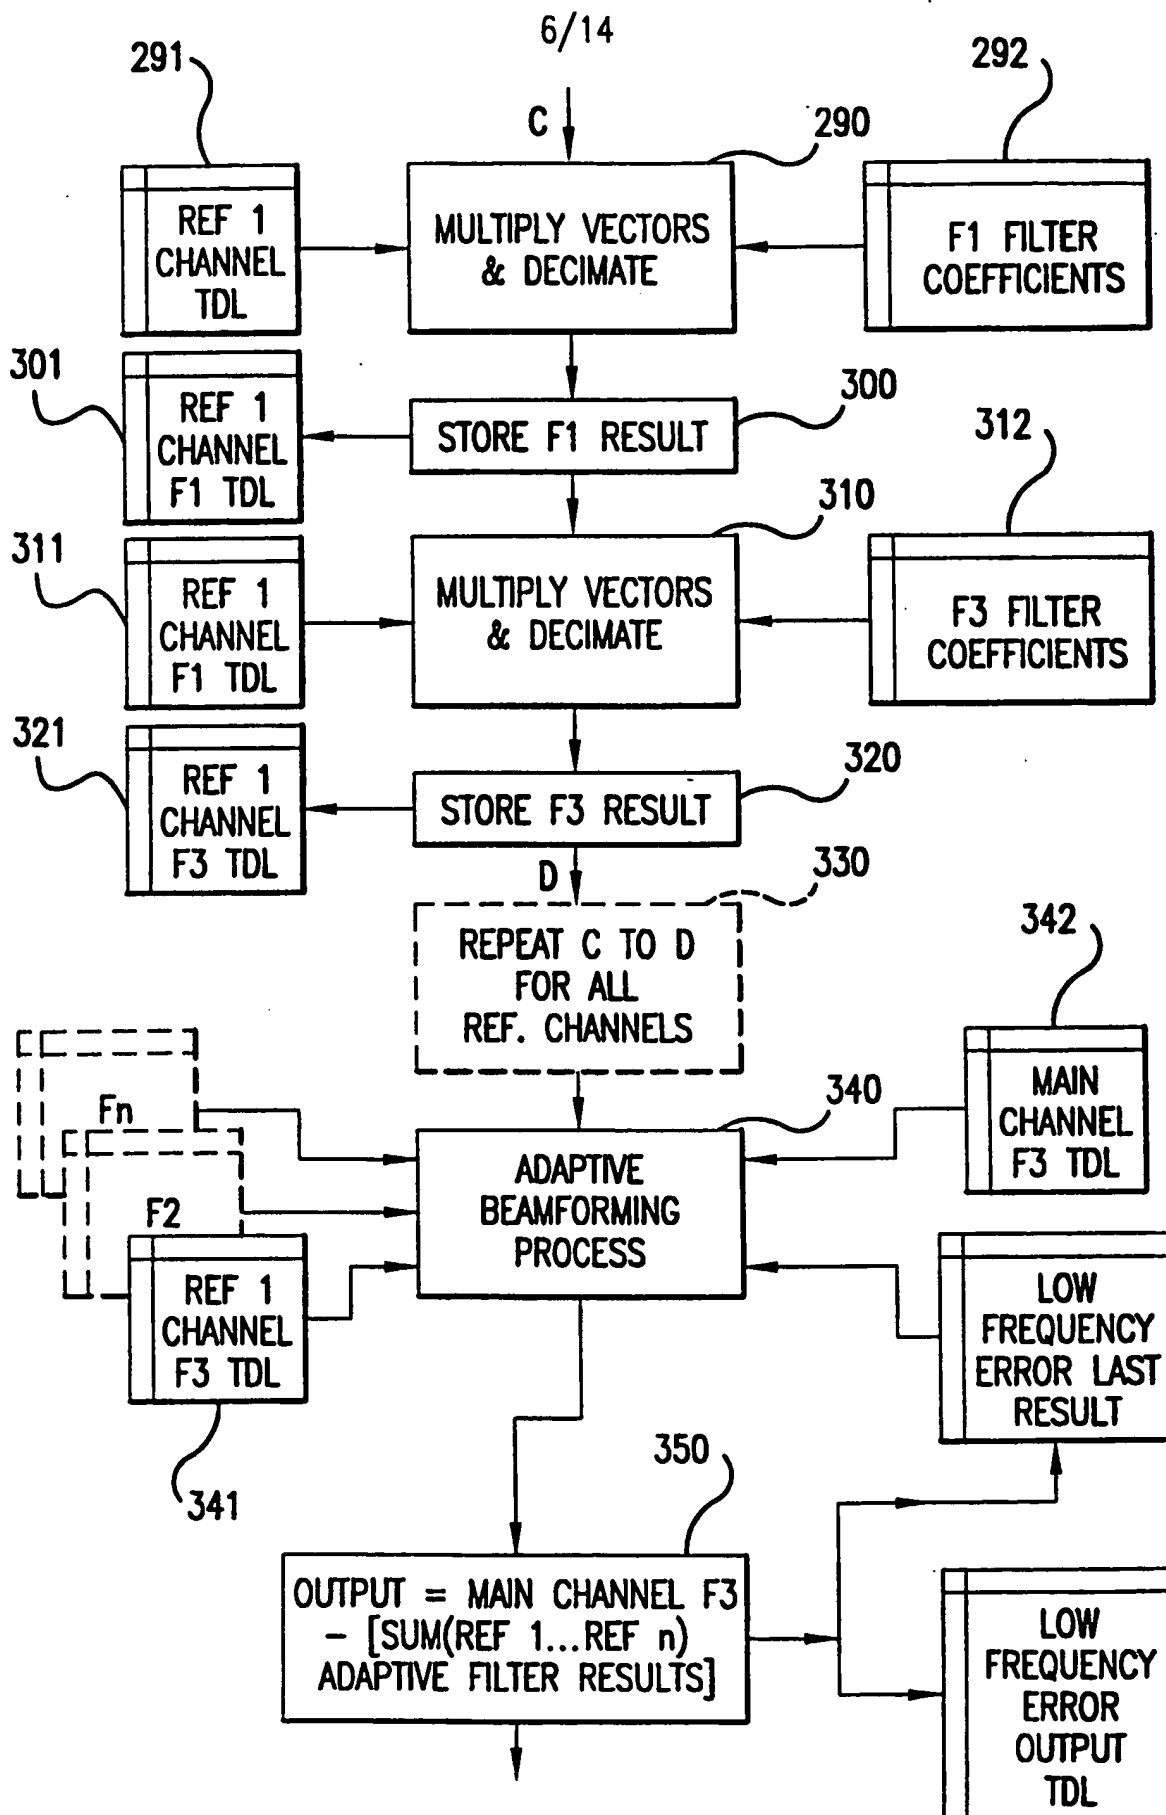 6/14
291
292
C
290
REF 1
CHANNEL
TDL
MULTIPLY VECTORS
& DECIMATE
F1 FILTER
COEFFICIENTS
301
300
REF 1
CHANNEL
F1 TDL
STORE F1 RESULT
312
310
311
REF 1
CHANNEL
F1 TDL
MULTIPLY VECTORS
& DECIMATE
F3 FILTER
COEFFICIENTS
321
320
REF 1
CHANNEL
F3 TDL
STORE F3 RESULT
D
330
REPEAT C TO D
FOR ALL
REF. CHANNELS
342
340
Fn
F2
REF 1
CHANNEL
F3 TDL
341
ADAPTIVE
BEAMFORMING
PROCESS
MAIN
CHANNEL
F3 TDL
LOW
FREQUENCY
ERROR LAST
RESULT
350
OUTPUT = MAIN CHANNEL F3
- [SUM(REF 1...REF n)
ADAPTIVE FILTER RESULTS]
LOW
FREQUENCY
ERROR
OUTPUT
TDL